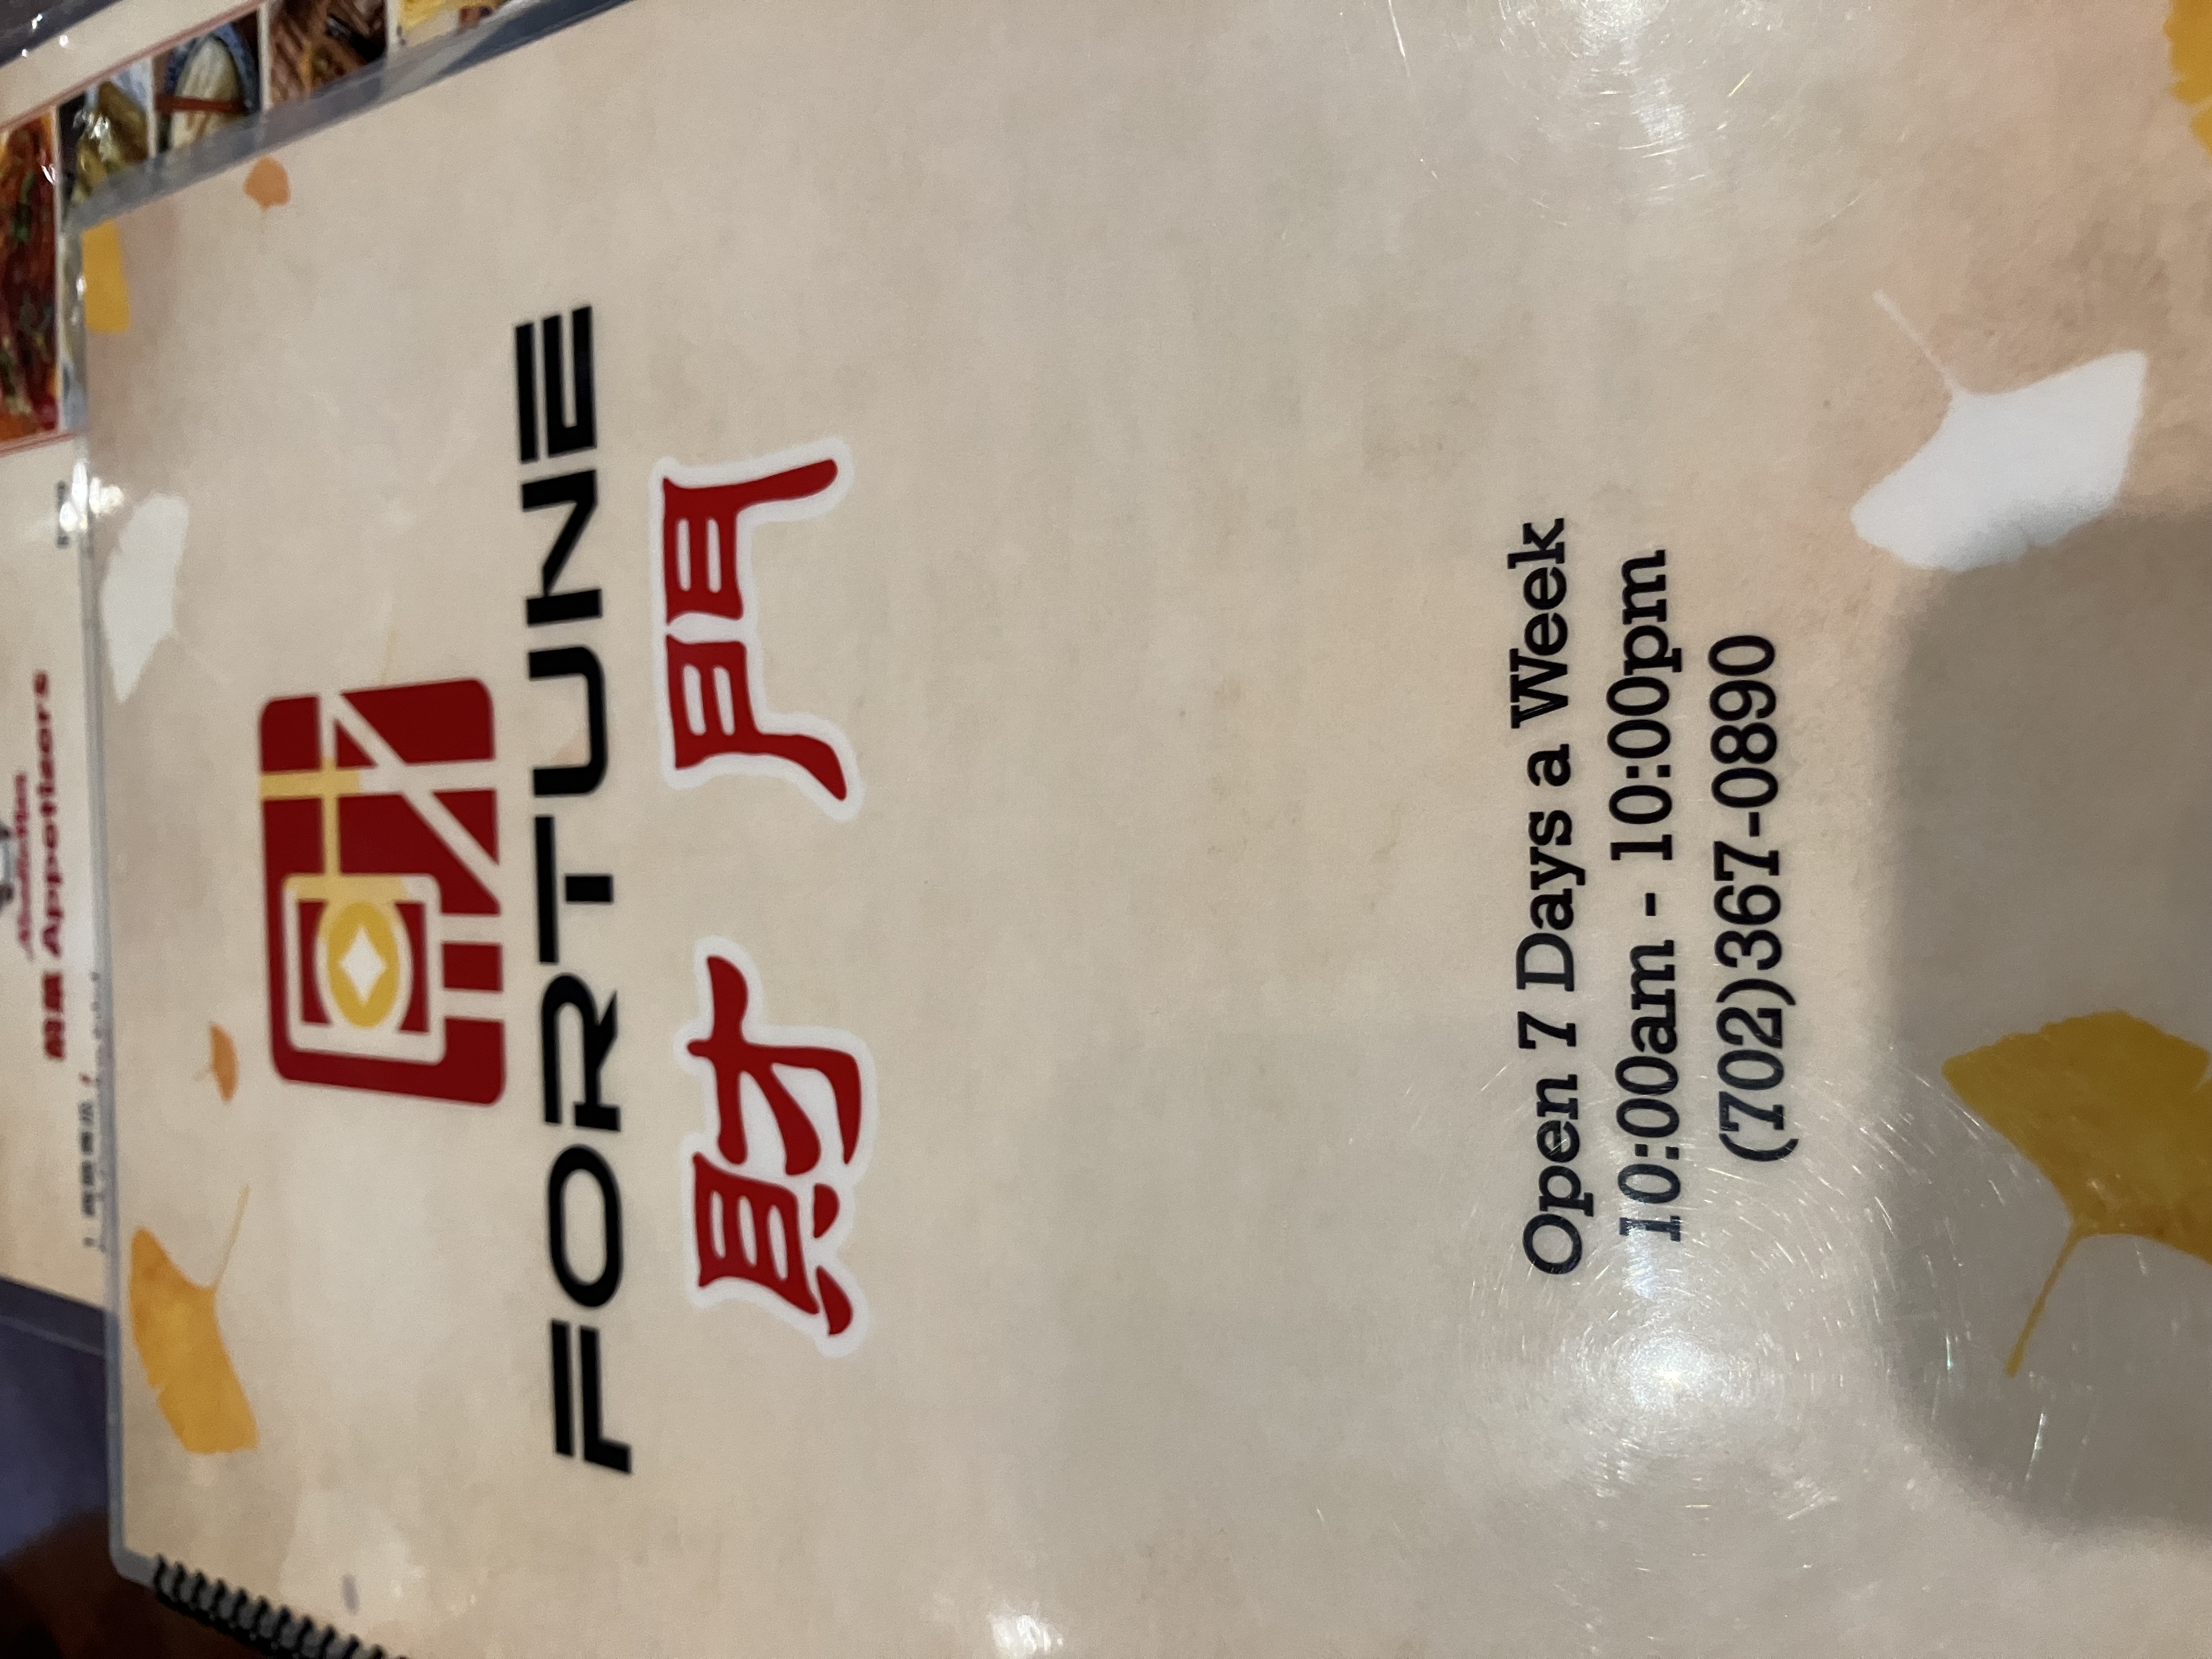 FORTUNE
財門
Open 7 Days a Week
10:00am - 10:00pm
(702)367-0890
Appetizers